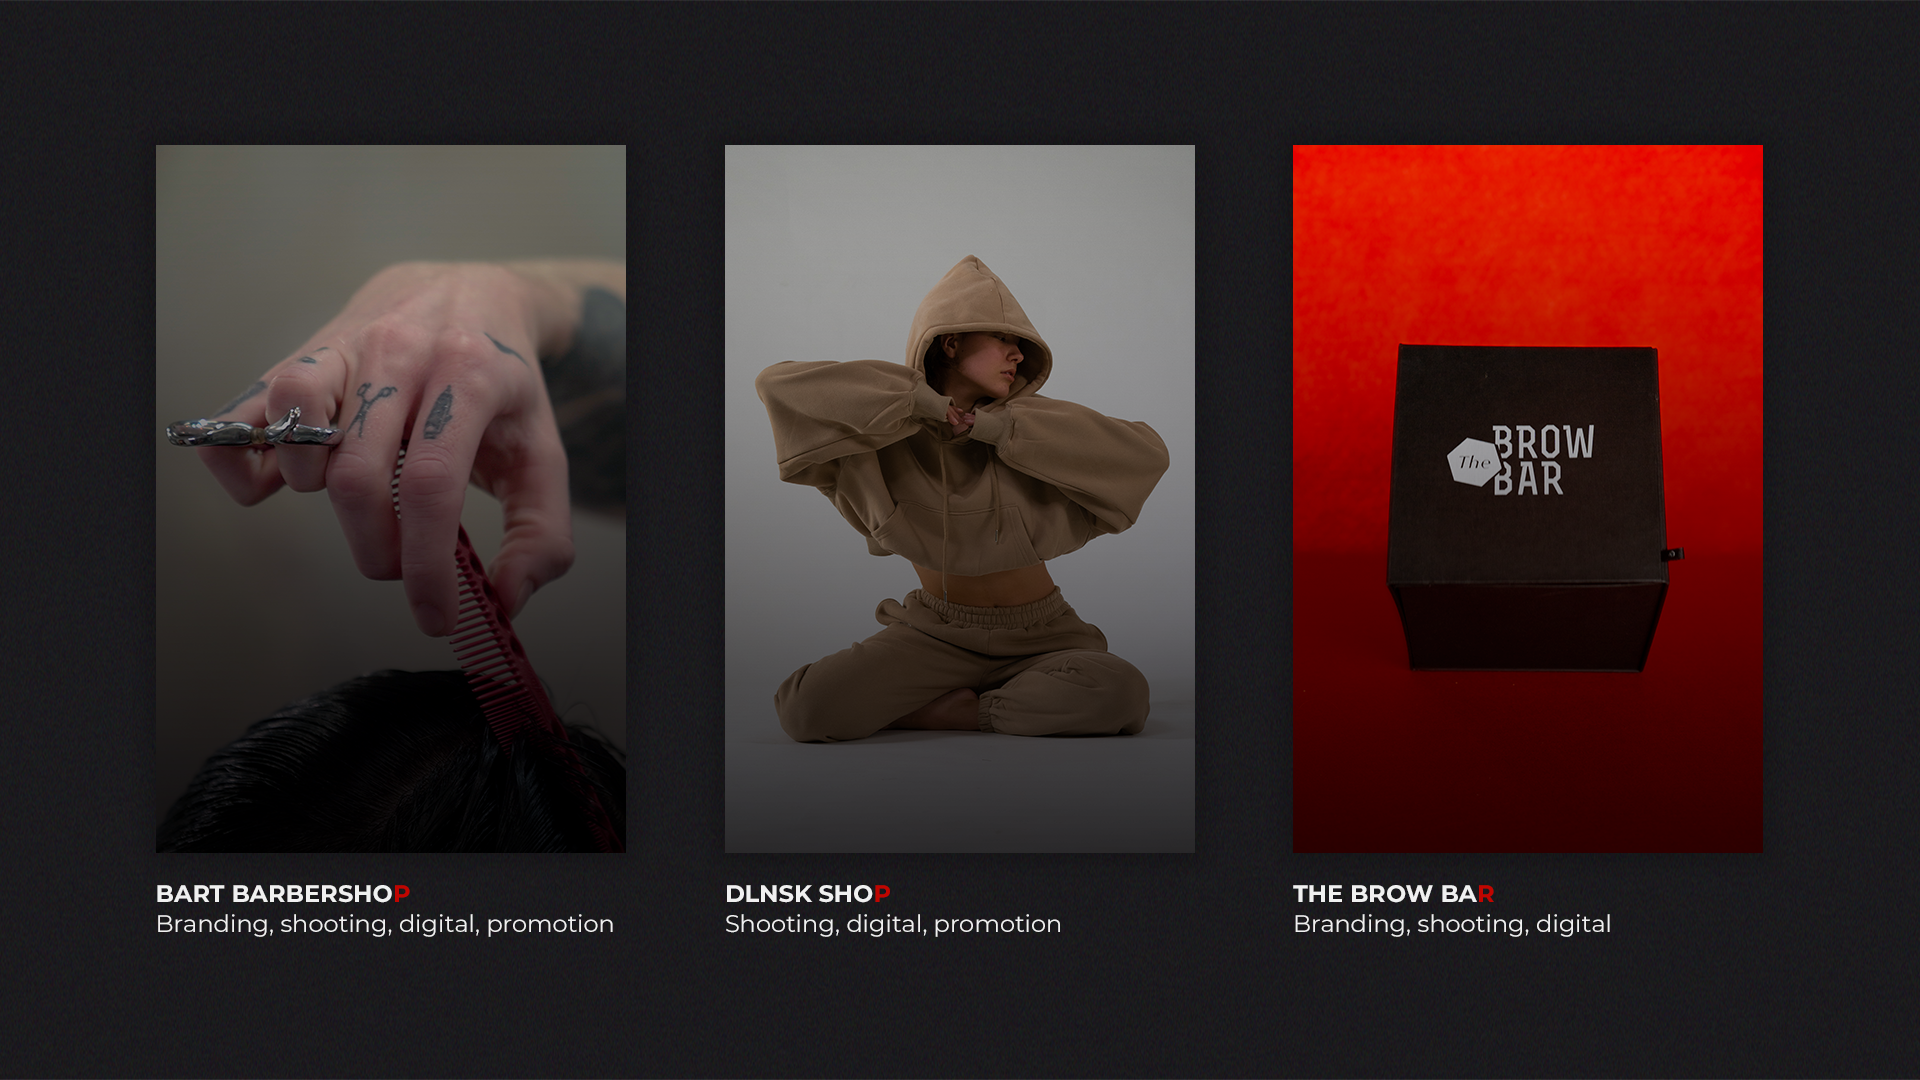 The
BROW
BAR
BART BARBERSHOP
Branding, shooting, digital, promotion
DLNSK SHOP
Shooting, digital, promotion
THE BROW BAR
Branding, shooting, digital